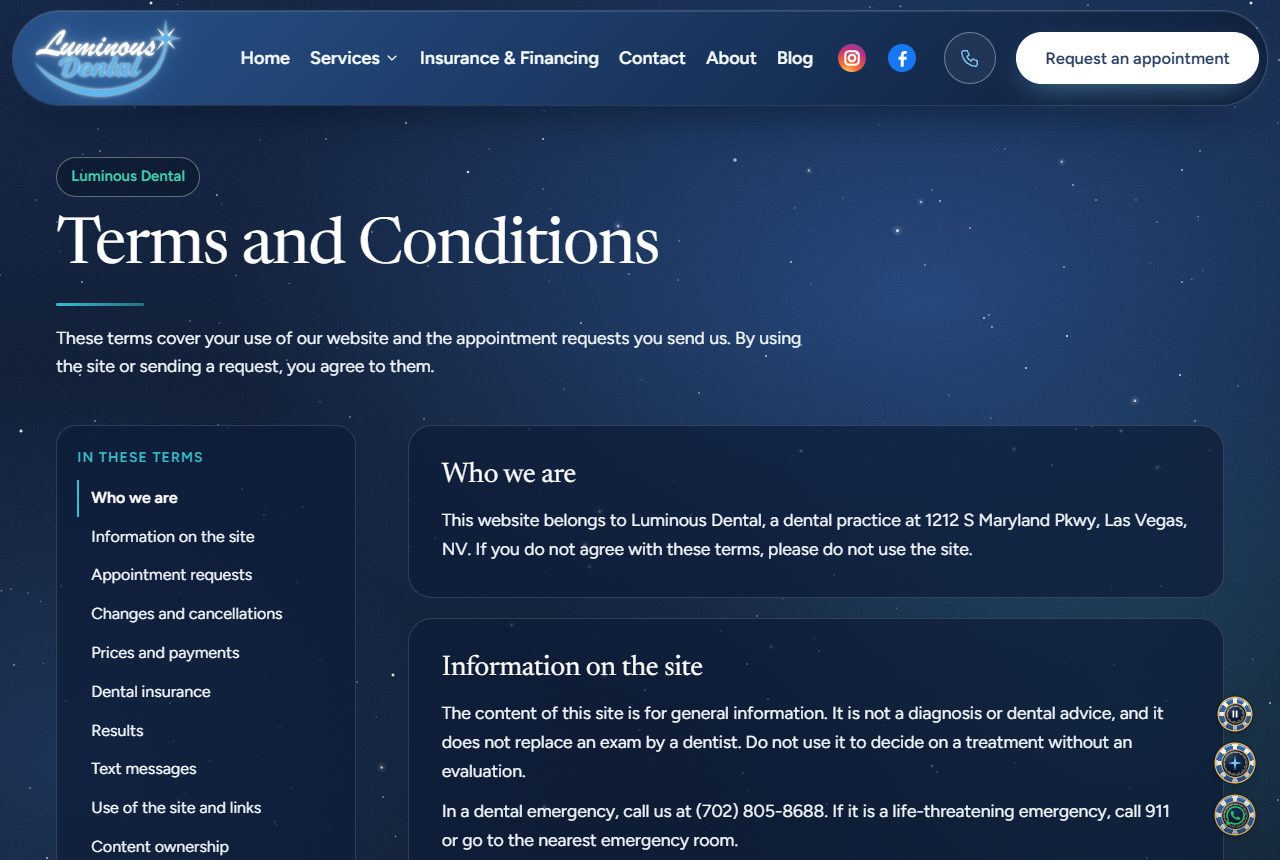 Luminous
Dental
Home
Services
Insurance & Financing
Contact
About
Blog
Request an appointment
Luminous Dental
Terms and Conditions
These terms cover your use of our website and the appointment requests you send us. By using
the site or sending a request, you agree to them.
IN THESE TERMS
Who we are
Information on the site
Appointment requests
Changes and cancellations
Prices and payments
Dental insurance
Results
Text messages
Use of the site and links
Content ownership
Who we are
This website belongs to Luminous Dental, a dental practice at 1212 S Maryland Pkwy, Las Vegas,
NV. If you do not agree with these terms, please do not use the site.
Information on the site
The content of this site is for general information. It is not a diagnosis or dental advice, and it
does not replace an exam by a dentist. Do not use it to decide on a treatment without an
evaluation.
In a dental emergency, call us at (702) 805-8688. If it is a life-threatening emergency, call 911
or go to the nearest emergency room.